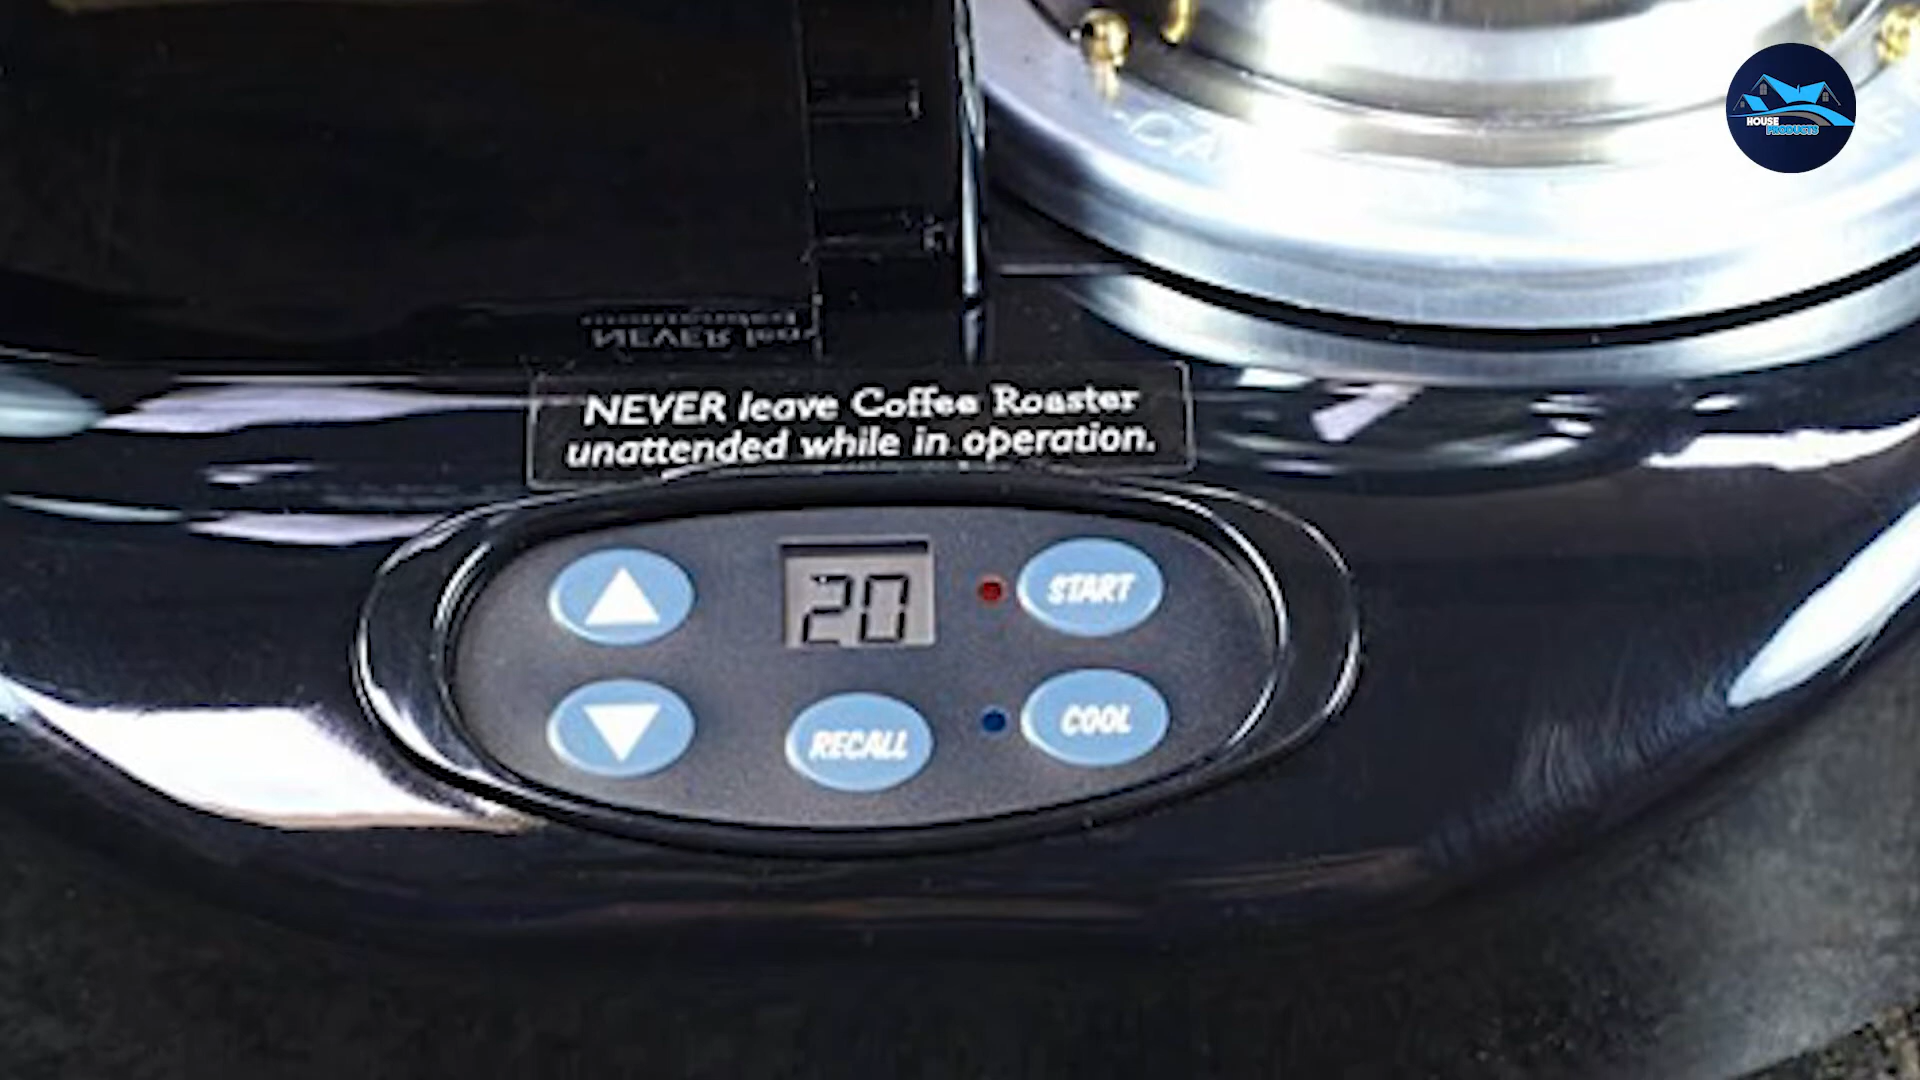 HOUSE
PRODUCTS
NEVER leave Coffee Roaster
unattended while in operation.
20
START
RECALL
COOL